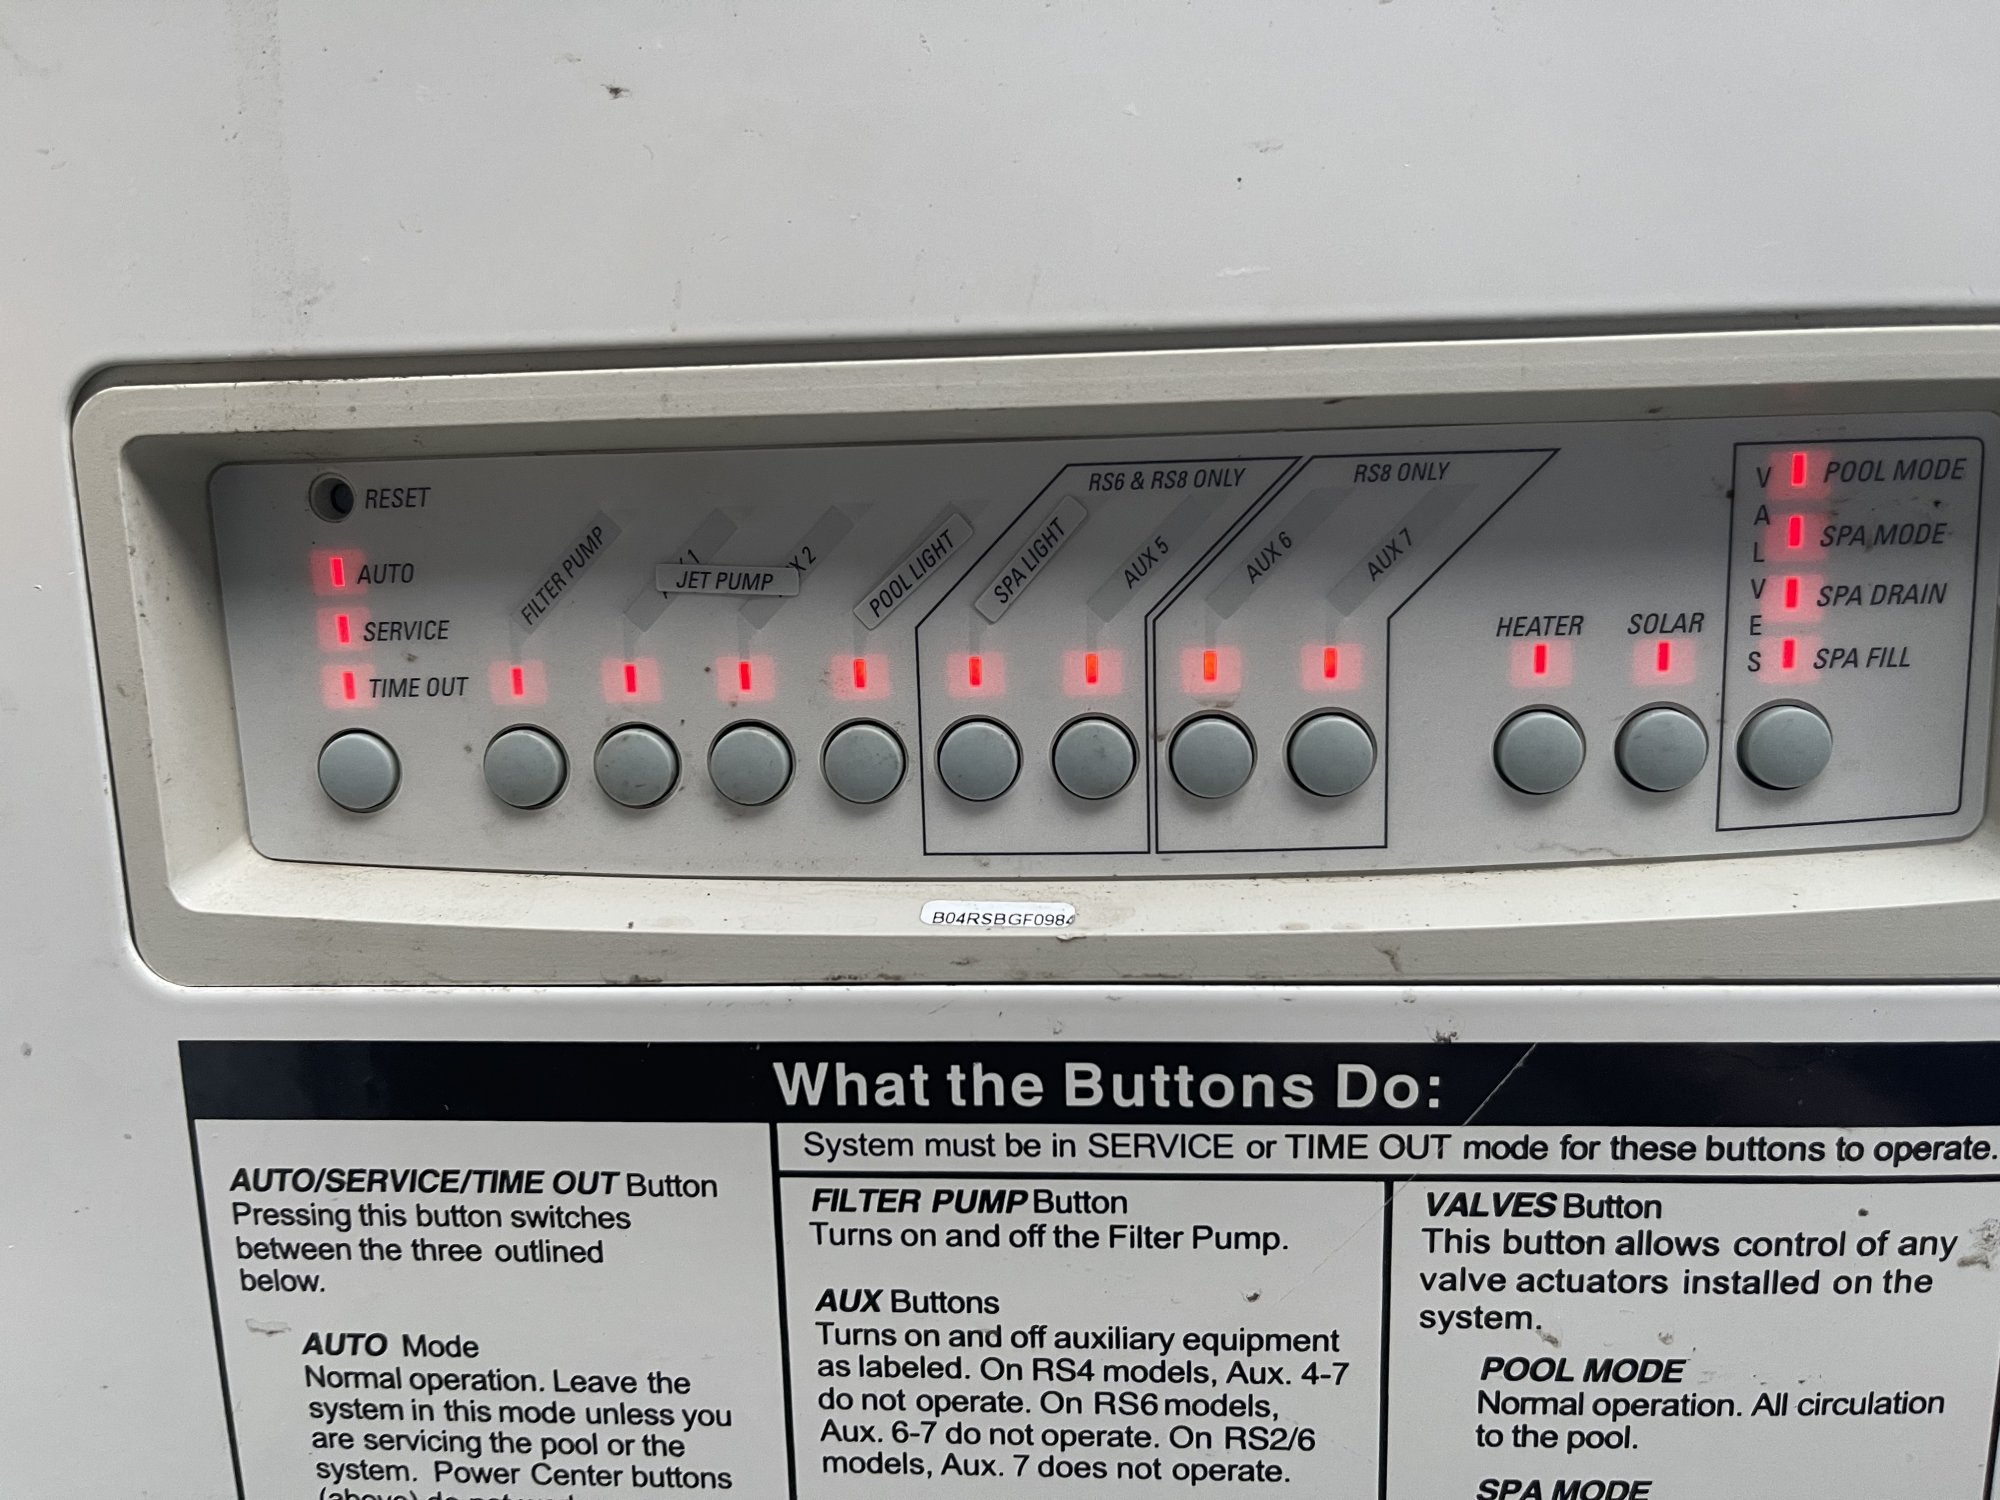 RESET
AUTO
SERVICE
TIME OUT
FILTER PUMP
1
JET PUMP
X 2
POOL LIGHT
RS6 & RS8 ONLY
SPA LIGHT
AUX 5
RS8 ONLY
AUX 6
AUX 7
HEATER
SOLAR
VALVES
POOL MODE
SPA MODE
SPA DRAIN
SPA FILL
B04RSBGF0984
What the Buttons Do:
System must be in SERVICE or TIME OUT mode for these buttons to operate.
AUTO/SERVICE/TIME OUT Button
Pressing this button switches
between the three outlined
below.
AUTO Mode
Normal operation. Leave the
system in this mode unless you
are servicing the pool or the
system. Power Center buttons
(above) do not
FILTER PUMP Button
Turns on and off the Filter Pump.
AUX Buttons
Turns on and off auxiliary equipment
as labeled. On RS4 models, Aux. 4-7
do not operate. On RS6 models,
Aux. 6-7 do not operate. On RS2/6
models, Aux. 7 does not operate.
VALVES Button
This button allows control of any
valve actuators installed on the
system.
POOL MODE
Normal operation. All circulation
to the pool.
SPA MODE